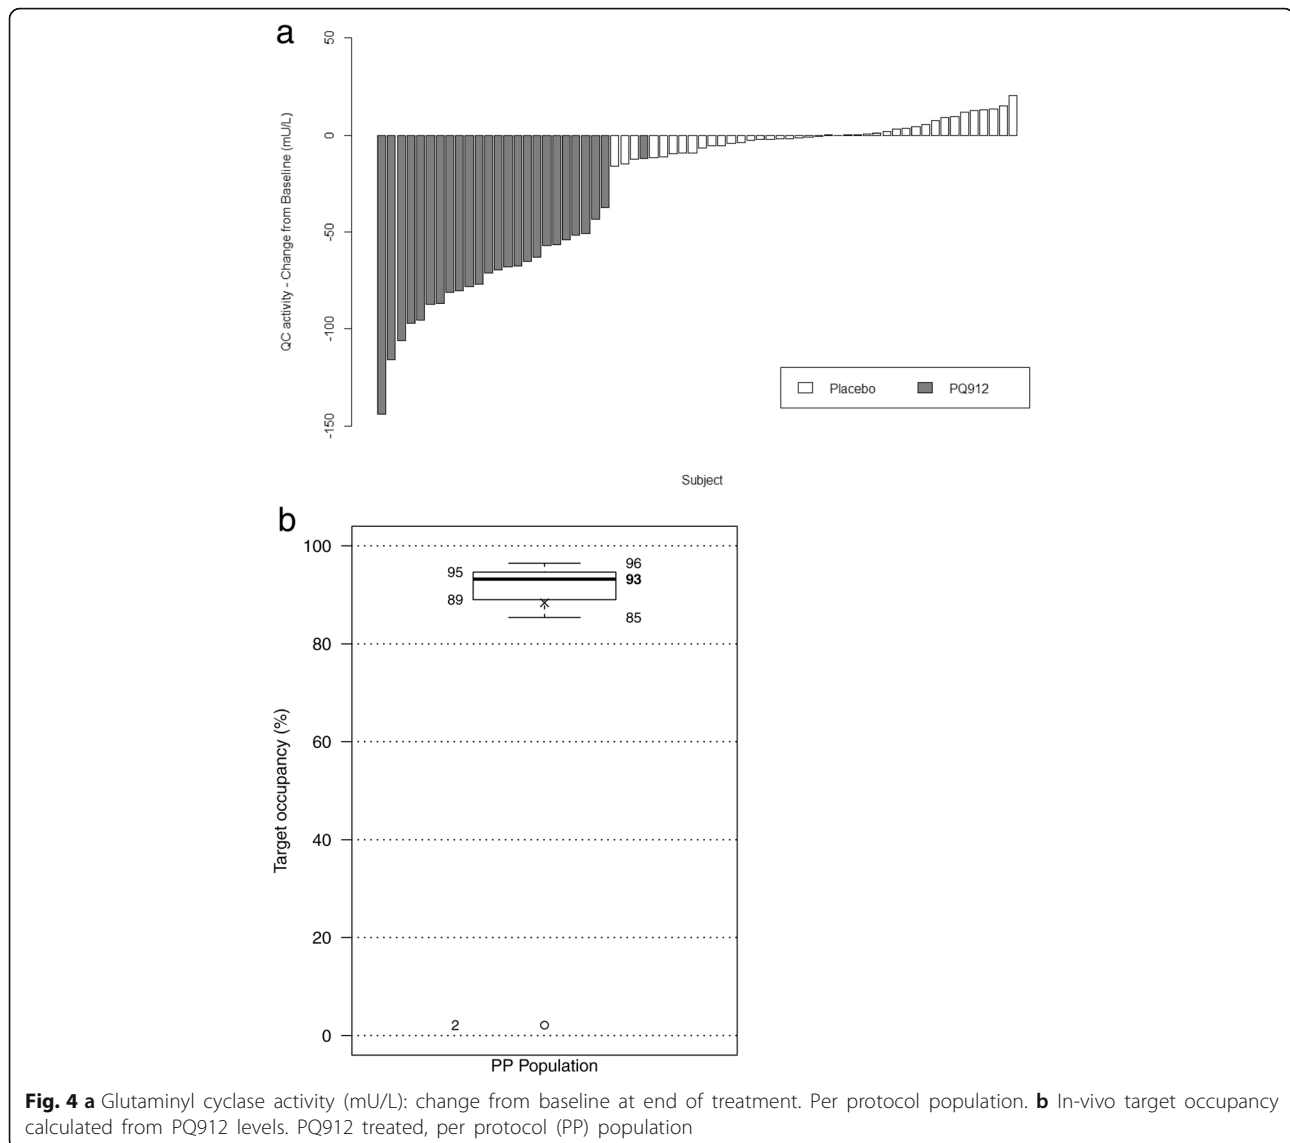 a
50
0
-50
-100
-150
QC activity - Change from Baseline (mU/L)
Placebo PQ912
Subject
b
100
80
60
40
20
0
Target occupancy (%)
95 96
93
89
85
2
PP Population
Fig. 4 a Glutaminyl cyclase activity (mU/L): change from baseline at end of treatment. Per protocol population. b In-vivo target occupancy
calculated from PQ912 levels. PQ912 treated, per protocol (PP) population